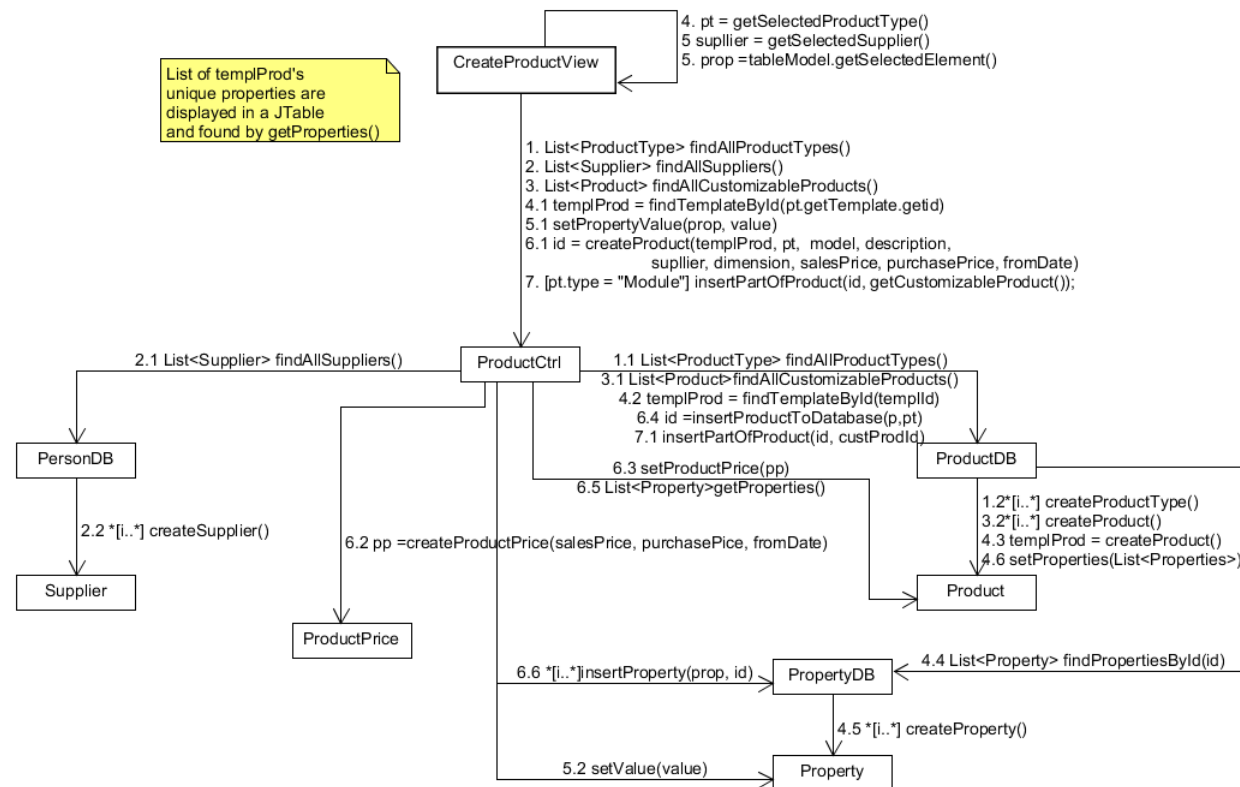 4. pt = getSelectedProductType()
5 supllier = getSelectedSupplier()
5. prop =tableModel.getSelectedElement()
CreateProductView
List of templProd's
unique properties are
displayed in a JTable
and found by getProperties()
1. List<ProductType> findAllProductTypes()
2. List<Supplier> findAllSuppliers()
3. List<Product> findAllCustomizableProducts()
4.1 templProd = findTemplateById(pt.getTemplate.getid)
5.1 setPropertyValue(prop, value)
6.1 id = createProduct(templProd, pt, model, description,
supllier, dimension, salesPrice, purchasePrice, fromDate)
7. [pt.type = "Module"] insertPartOfProduct(id, getCustomizableProduct());
2.1 List<Supplier> findAllSuppliers()
ProductCtrl
1.1 List<ProductType> findAllProductTypes()
3.1 List<Product>findAllCustomizableProducts()
4.2 templProd = findTemplateById(templId)
6.4 id =insertProductToDatabase(p,pt)
7.1 insertPartOfProduct(id, custProdId)
PersonDB
ProductDB
6.3 setProductPrice(pp)
6.5 List<Property>getProperties()
1.2*[i..*] createProductType()
3.2*[i..*] createProduct()
4.3 templProd = createProduct()
4.6 setProperties(List<Properties>)
2.2 *[i..*] createSupplier()
6.2 pp =createProductPrice(salesPrice, purchasePice, fromDate)
Supplier
Product
ProductPrice
6.6 *[i..*]insertProperty(prop, id)
PropertyDB
4.4 List<Property> findPropertiesById(id)
4.5 *[i..*] createProperty()
5.2 setValue(value)
Property